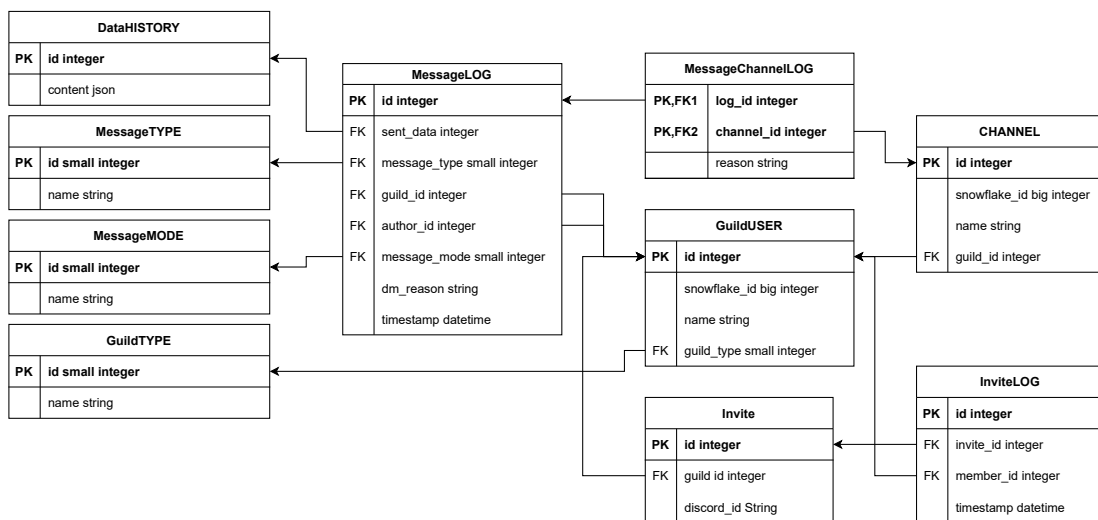 DataHISTORY
PK id integer
content json
MessageTYPE
PK id small integer
name string
MessageMODE
PK id small integer
name string
GuildTYPE
PK id small integer
name string
MessageLOG
PK id integer
FK sent_data integer
FK message_type small integer
FK guild_id integer
FK author_id integer
FK message_mode small integer
dm_reason string
timestamp datetime
MessageChannelLOG
PK,FK1 log_id integer
PK,FK2 channel_id integer
reason string
GuildUSER
PK id integer
snowflake_id big integer
name string
FK guild_type small integer
Invite
PK id integer
FK guild id integer
discord_id String
CHANNEL
PK id integer
snowflake_id big integer
name string
FK guild_id integer
InviteLOG
PK id integer
FK invite_id integer
FK member_id integer
timestamp datetime